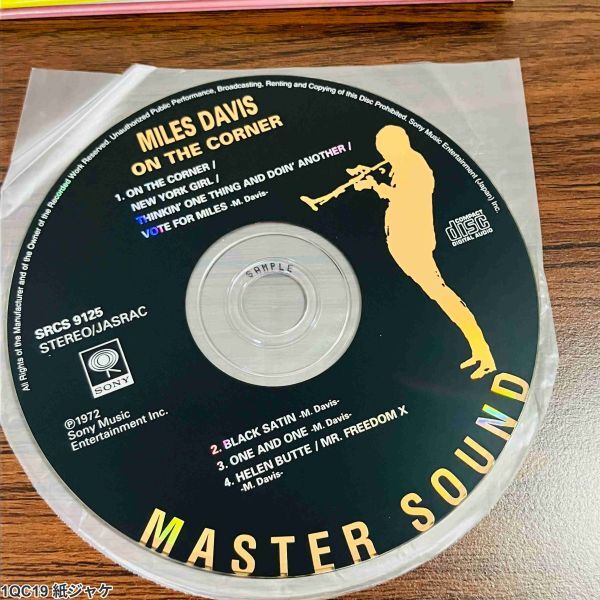 All Rights of the Manufacturer and of the Owner of the Recorded Work Reserved. Unauthorized Public Performance, Broadcasting, Renting and Copying of this Disc Prohibited. Sony Music Entertainment (Japan) Inc.
MILES DAVIS
ON THE CORNER
1. ON THE CORNER /
NEW YORK GIRL /
THINKIN' ONE THING AND DOIN' ANOTHER /
VOTE FOR MILES -M. Davis-
COMPACT
disc
DIGITAL AUDIO
SAMPLE
SRCS 9125
STEREO/JASRAC
SONY
℗1972
Sony Music
Entertainment Inc.
2. BLACK SATIN -M. Davis-
3. ONE AND ONE -M. Davis-
4. HELEN BUTTE / MR. FREEDOM X
-M. Davis-
MASTER SOUND
1QC19 紙ジャケ